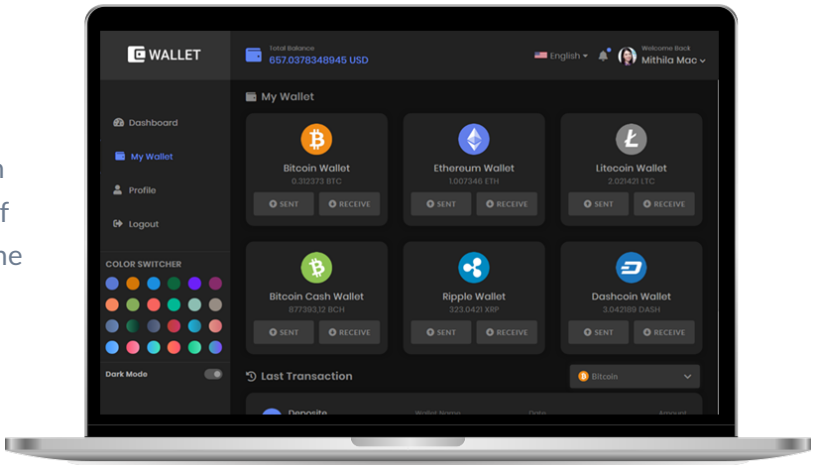 WALLET
Total Balance
657.0378348945 USD
English
Welcome Back
Mithila Mac
My Wallet
Dashboard
My Wallet
Profile
Logout
COLOR SWITCHER
Dark Mode
Bitcoin Wallet
0.312373 BTC
SENT
RECEIVE
Ethereum Wallet
1.007346 ETH
SENT
RECEIVE
Litecoin Wallet
2.021421 LTC
SENT
RECEIVE
Bitcoin Cash Wallet
877393,12 BCH
SENT
RECEIVE
Ripple Wallet
323.0421 XRP
SENT
RECEIVE
Dashcoin Wallet
3.042189 DASH
SENT
RECEIVE
Last Transaction
Bitcoin
Deposite
Wallet Name
Date
Amount